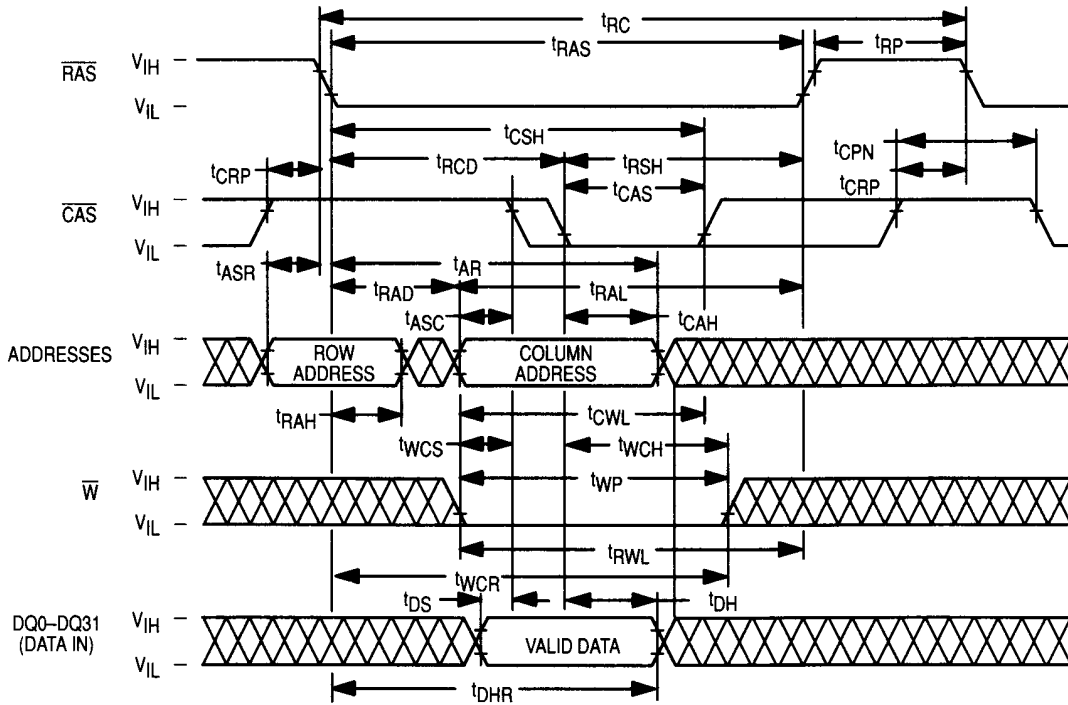 tRC
tRAS
tRP
RAS
VIH
VIL
tCSH
tCPN
tRCD
tRSH
tCRP
tCAS
tCRP
CAS
VIH
VIL
tASR
tAR
tRAD
tRAL
tASC
tCAH
ADDRESSES
VIH
VIL
ROW
ADDRESS
COLUMN
ADDRESS
tRAH
tCWL
tWCS
tWCH
W
VIH
VIL
tWP
tRWL
tWCR
tDS
tDH
DQ0–DQ31
(DATA IN)
VIH
VIL
VALID DATA
tDHR